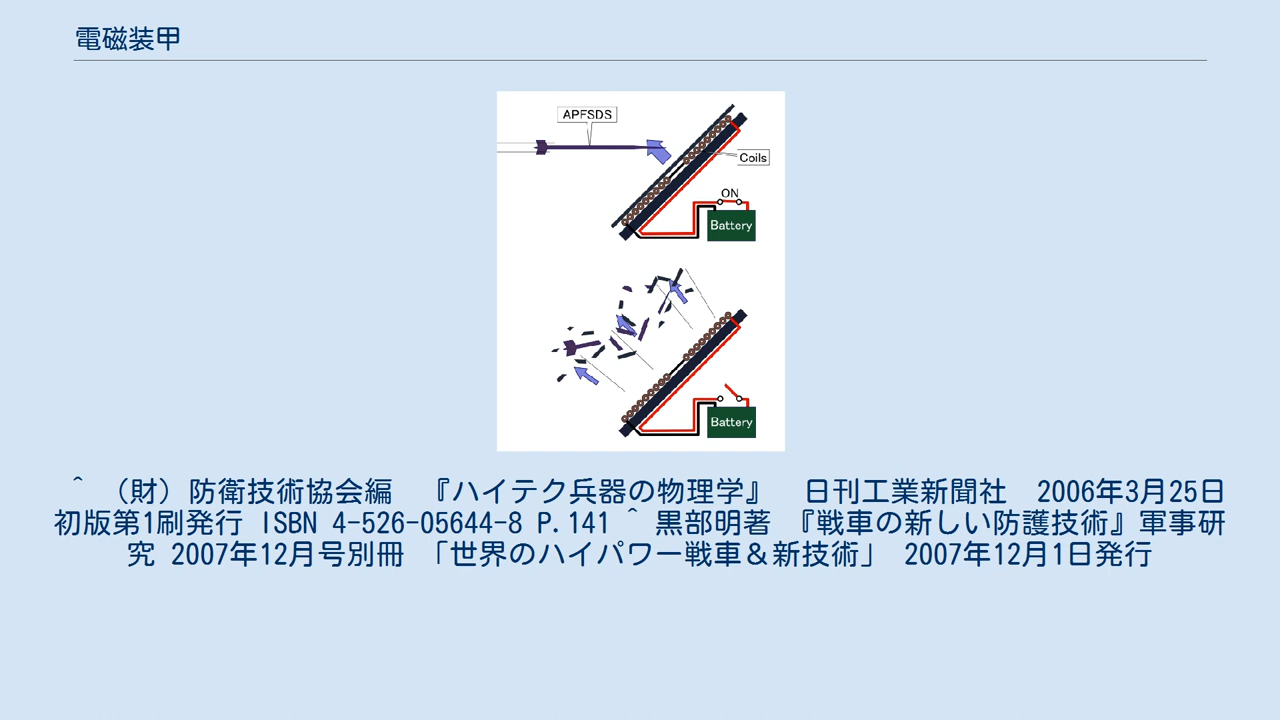 電磁装甲
APFSDS
Coils
ON
Battery
Battery
^ （財）防衛技術協会編　『ハイテク兵器の物理学』　日刊工業新聞社　2006年3月25日
初版第1刷発行 ISBN 4-526-05644-8 P.141 ^ 黒部明著 『戦車の新しい防護技術』軍事研
究 2007年12月号別冊 「世界のハイパワー戦車＆新技術」 2007年12月1日発行